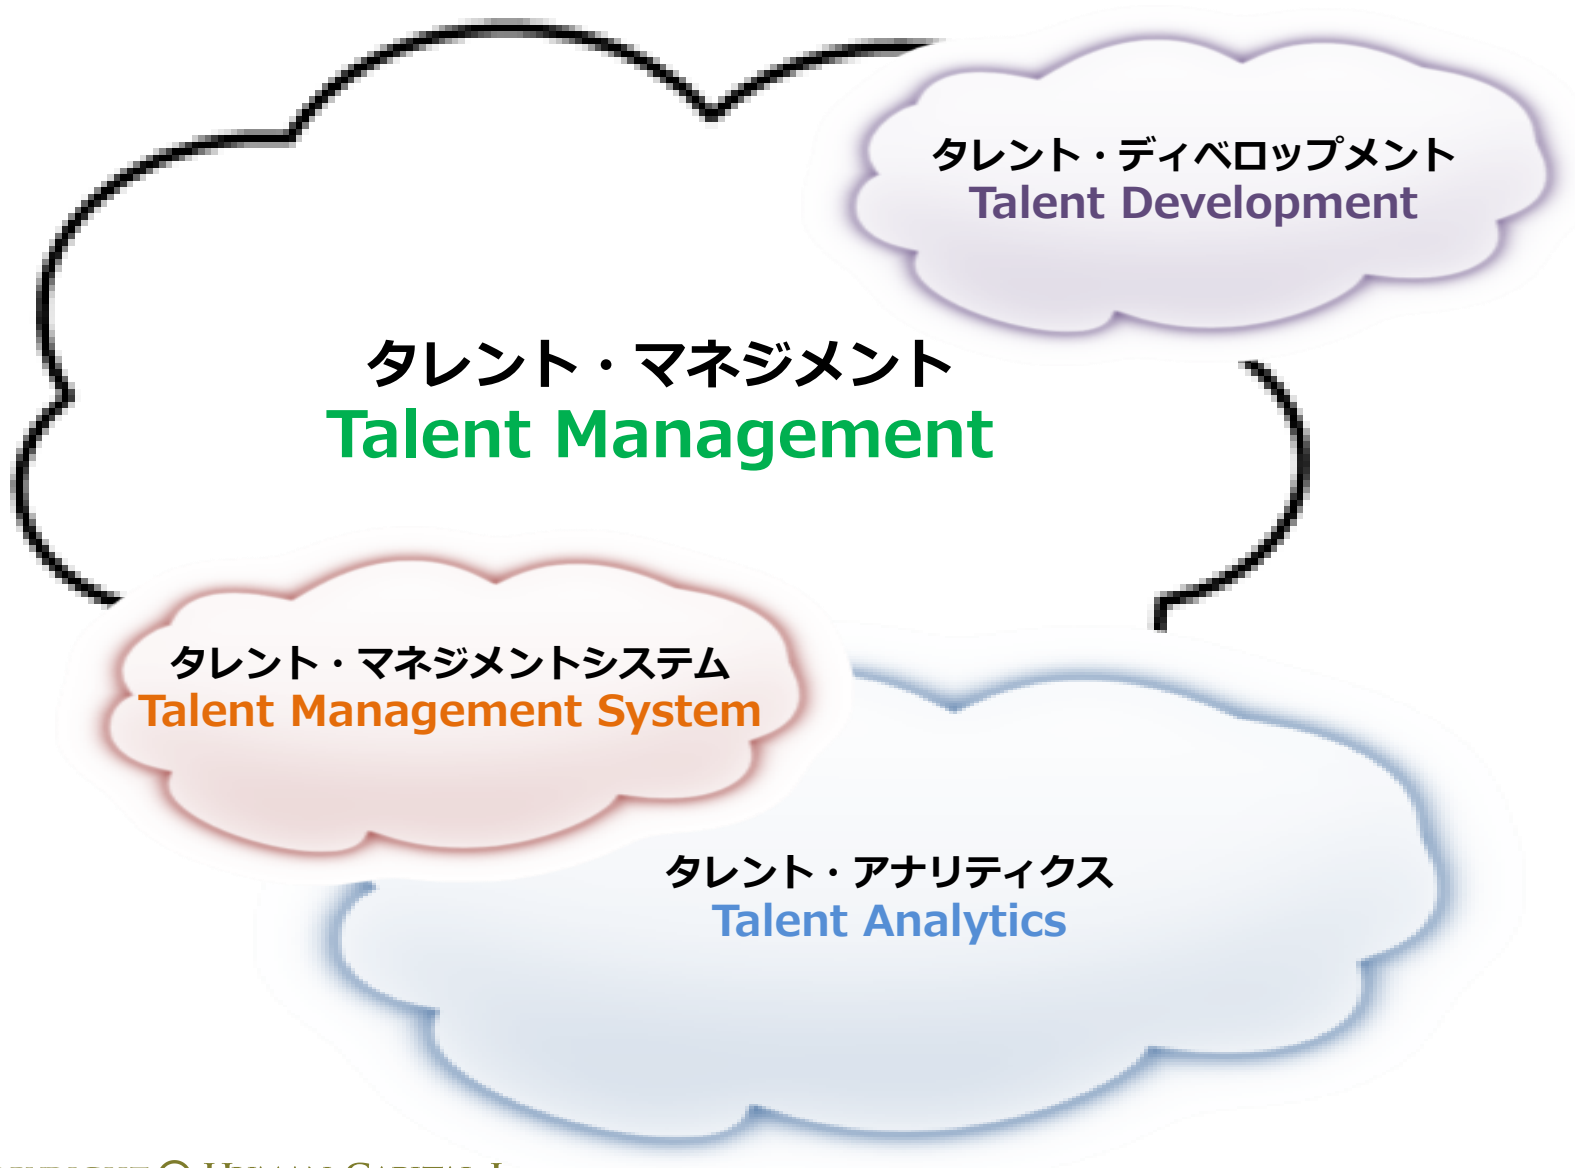 タレント・ディベロップメント
Talent Development
タレント・マネジメント
Talent Management
タレント・マネジメントシステム
Talent Management System
タレント・アナリティクス
Talent Analytics